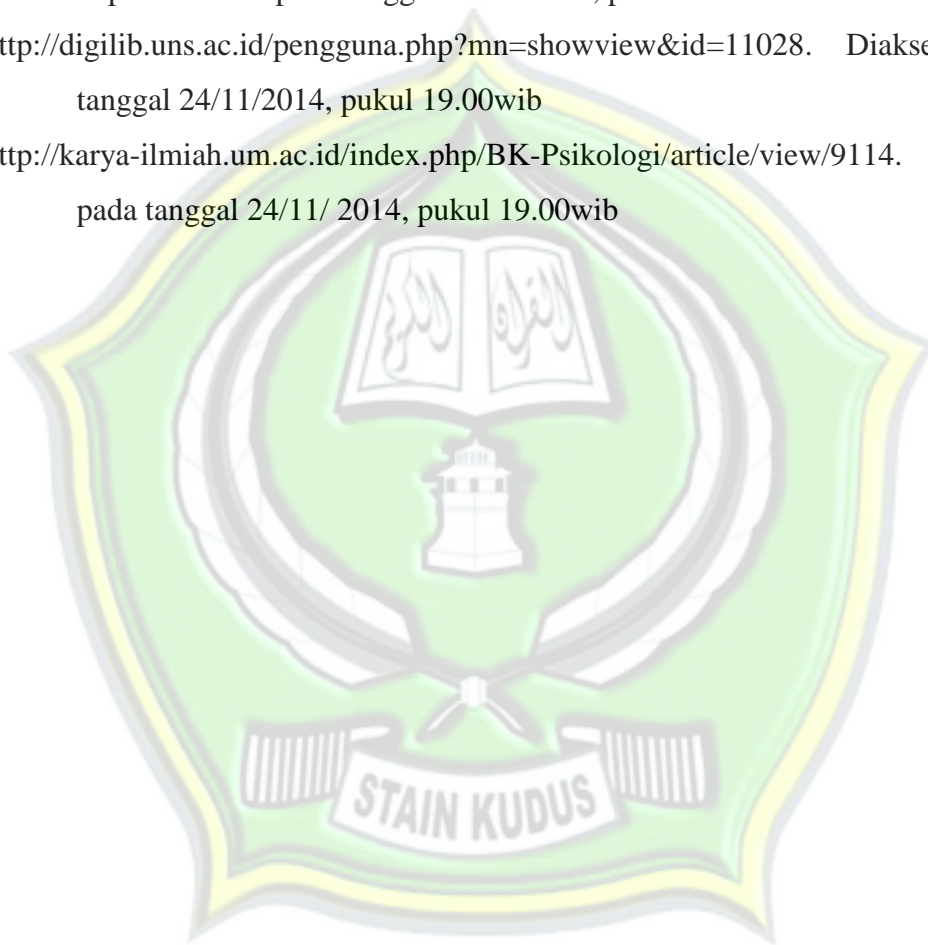 ttp://digilib.uns.ac.id/pengguna.php?mn=showview&id=11028. Diakse
tanggal 24/11/2014, pukul 19.00wib
ttp://karya-ilmiah.um.ac.id/index.php/BK-Psikologi/article/view/9114.
pada tanggal 24/11/ 2014, pukul 19.00wib
القران الكريم
STAIN KUDUS